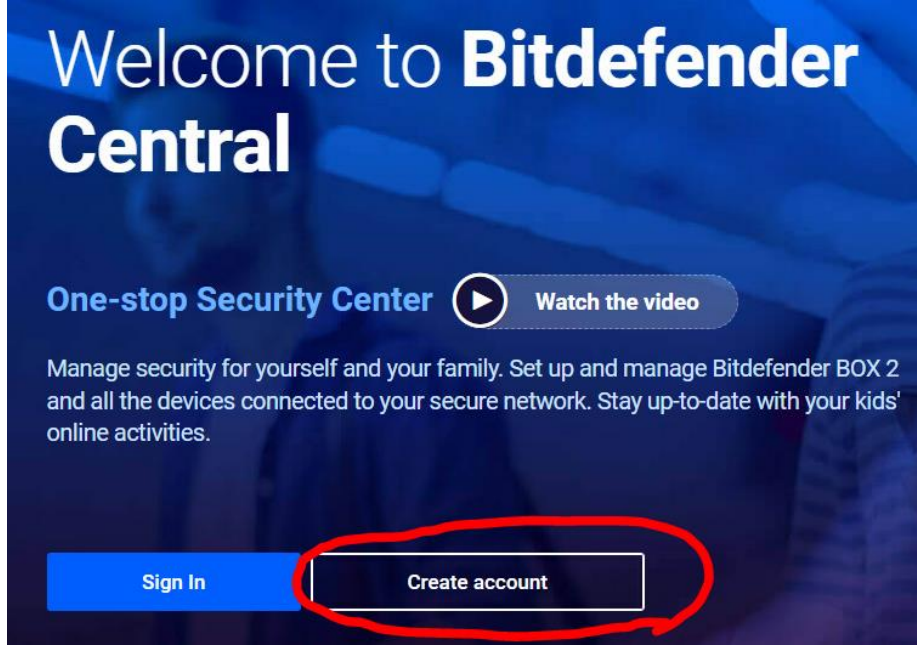 Welcome to Bitdefender
Central
One-stop Security Center
Watch the video
Manage security for yourself and your family. Set up and manage Bitdefender BOX 2
and all the devices connected to your secure network. Stay up-to-date with your kids'
online activities.
Sign In
Create account